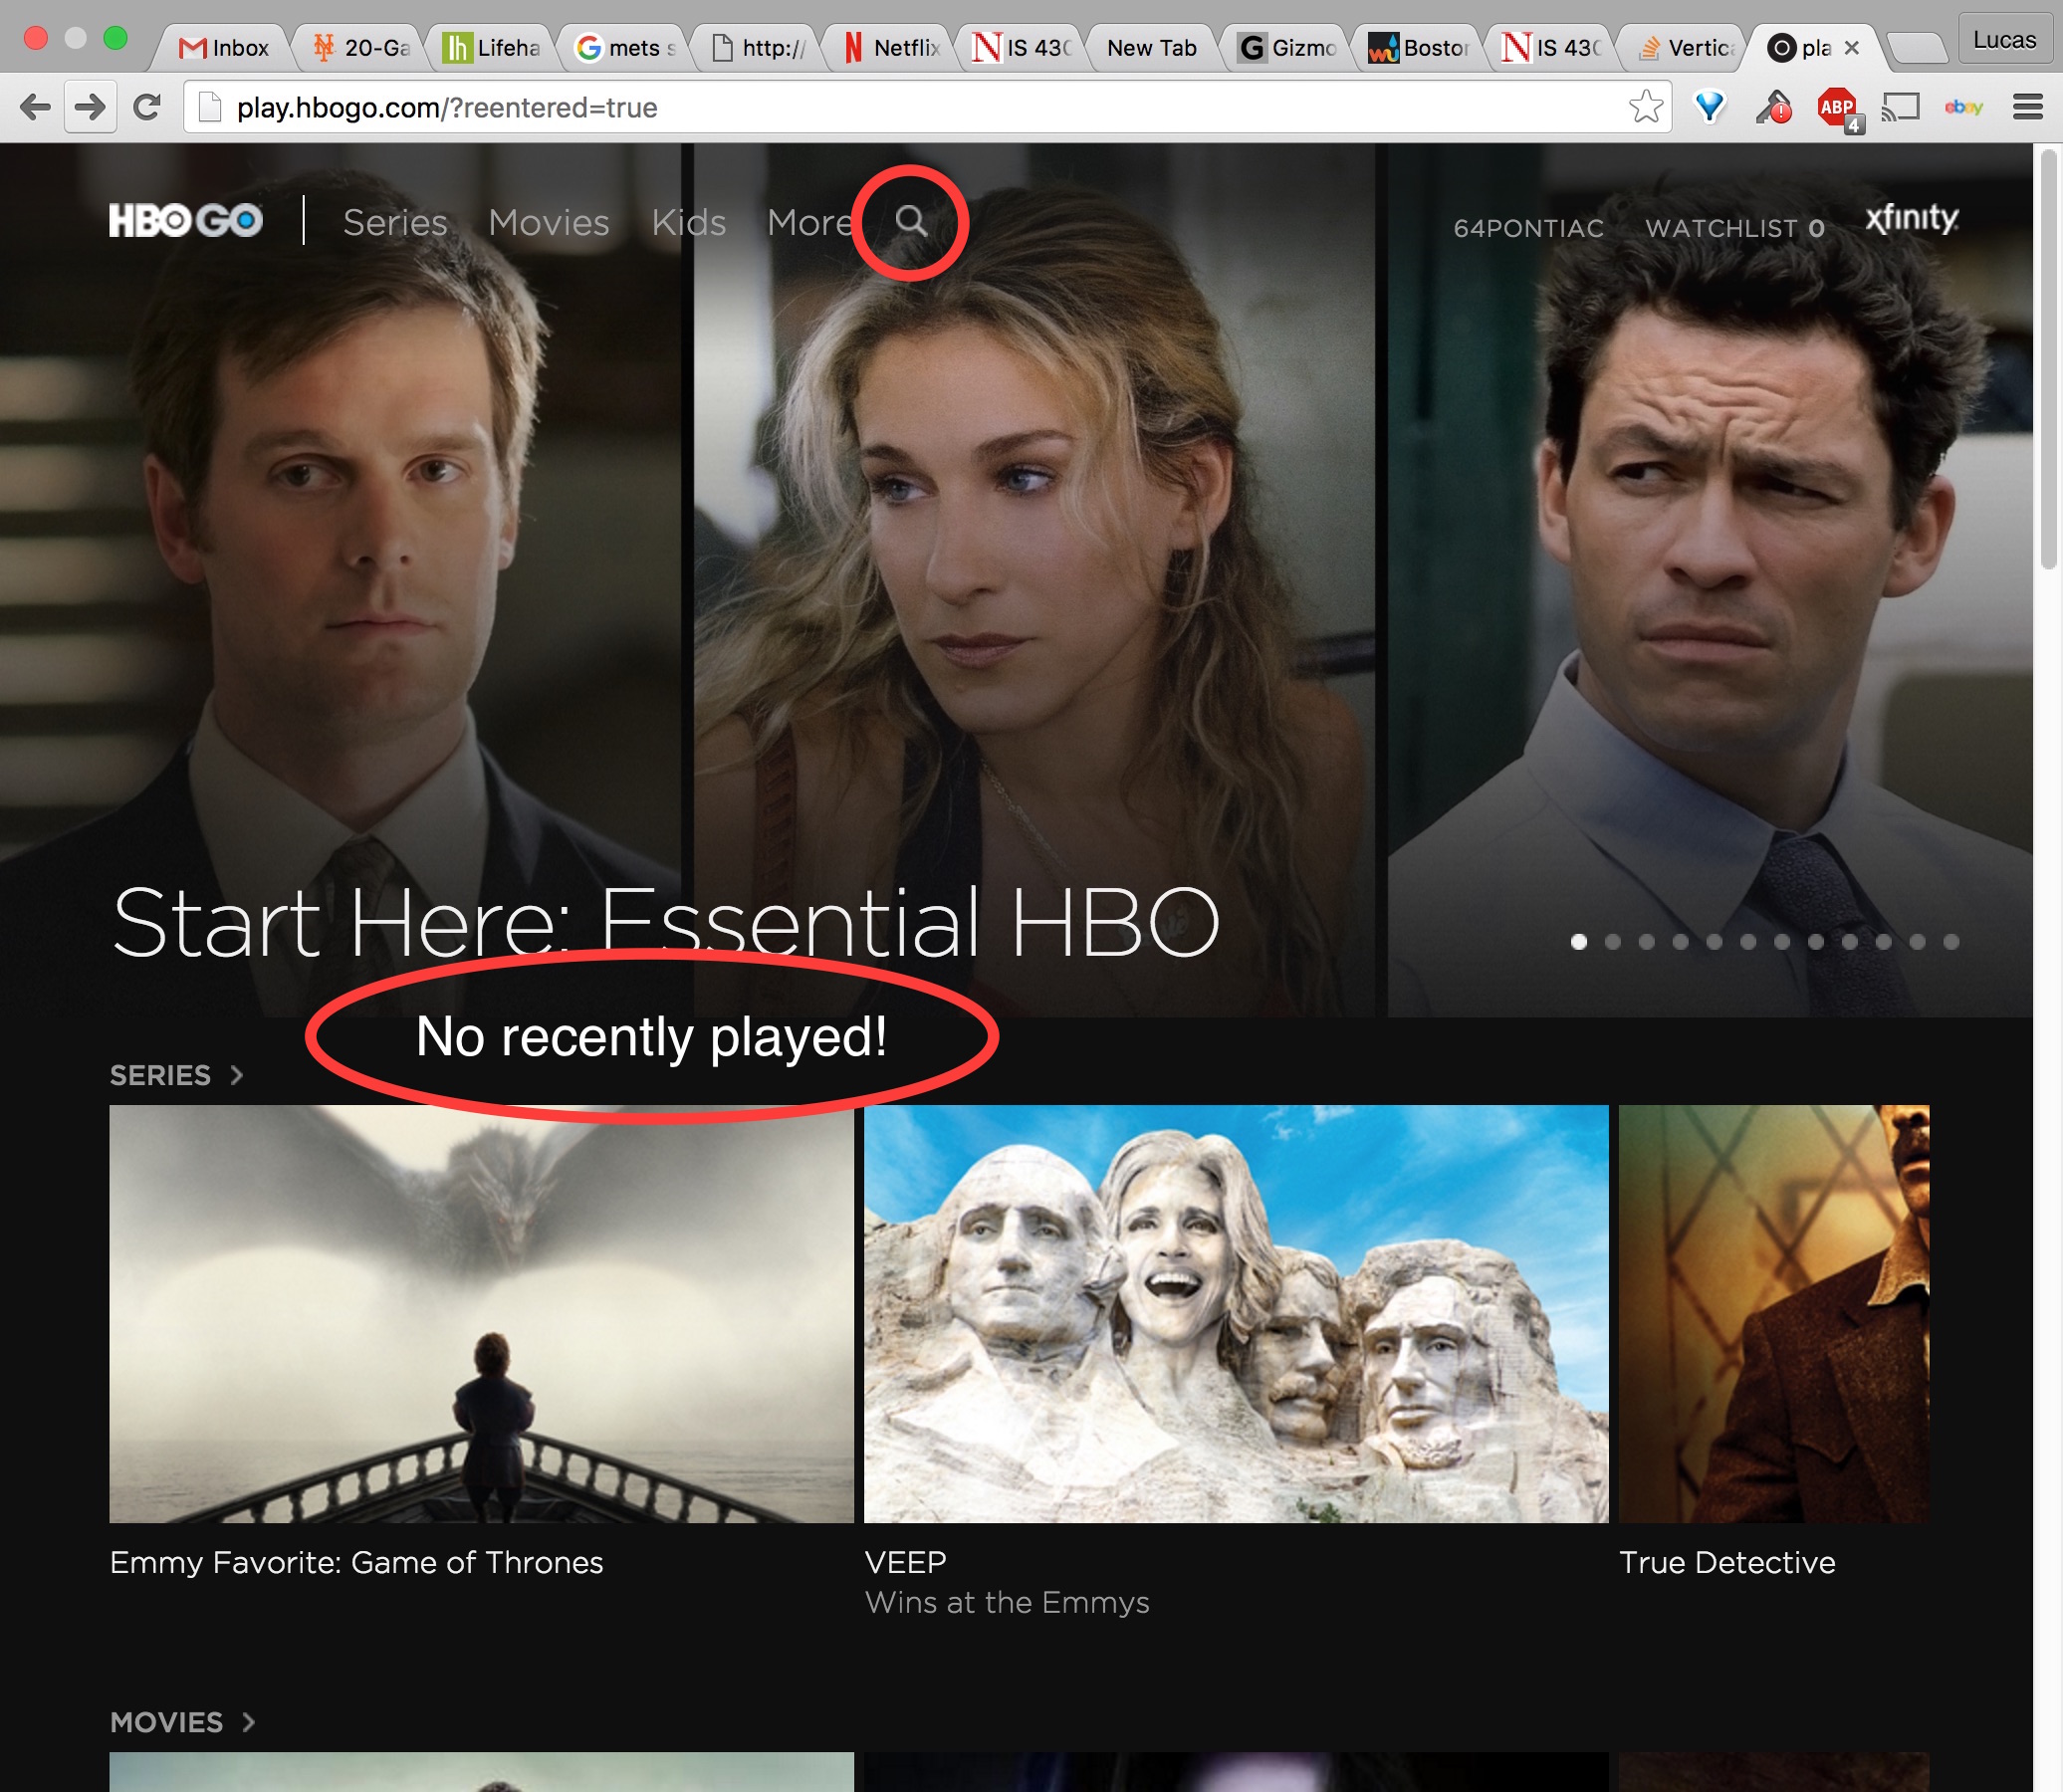 Inbox
20-Ga
Lifeha
mets s
http://
Netflix
IS 430
New Tab
Gizmo
Boston
IS 430
Vertica
pla
Lucas
play.hbogo.com/?reentered=true
ABP
4
ebay
HBO GO
Series
Movies
Kids
More
64PONTIAC
WATCHLIST 0
xfinity
Start Here: Essential HBO
No recently played!
SERIES
Emmy Favorite: Game of Thrones
VEEP
Wins at the Emmys
True Detective
MOVIES